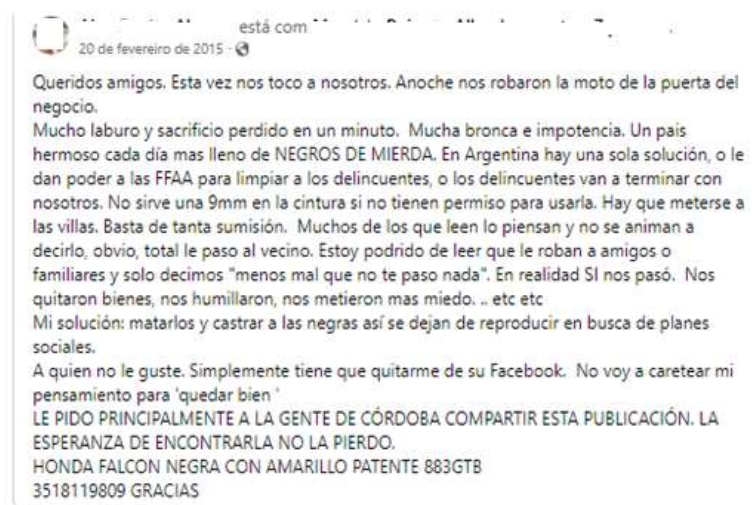 está com
20 de fevereiro de 2015 ·
Queridos amigos. Esta vez nos toco a nosotros. Anoche nos robaron la moto de la puerta del
negocio.
Mucho laburo y sacrificio perdido en un minuto. Mucha bronca e impotencia. Un pais
hermoso cada día mas lleno de NEGROS DE MIERDA. En Argentina hay una sola solución, o le
dan poder a las FFAA para limpiar a los delincuentes, o los delincuentes van a terminar con
nosotros. No sirve una 9mm en la cintura si no tienen permiso para usarla. Hay que meterse a
las villas. Basta de tanta sumisión. Muchos de los que leen lo piensan y no se animan a
decirlo, obvio, total le paso al vecino. Estoy podrido de leer que le roban a amigos o
familiares y solo decimos "menos mal que no te paso nada". En realidad SI nos pasó. Nos
quitaron bienes, nos humillaron, nos metieron mas miedo. .. etc etc
Mi solución: matarlos y castrar a las negras así se dejan de reproducir en busca de planes
sociales.
A quien no le guste. Simplemente tiene que quitarme de su Facebook. No voy a caretear mi
pensamiento para 'quedar bien '
LE PIDO PRINCIPALMENTE A LA GENTE DE CÓRDOBA COMPARTIR ESTA PUBLICACIÓN. LA
ESPERANZA DE ENCONTRARLA NO LA PIERDO.
HONDA FALCON NEGRA CON AMARILLO PATENTE 883GTB
3518119809 GRACIAS